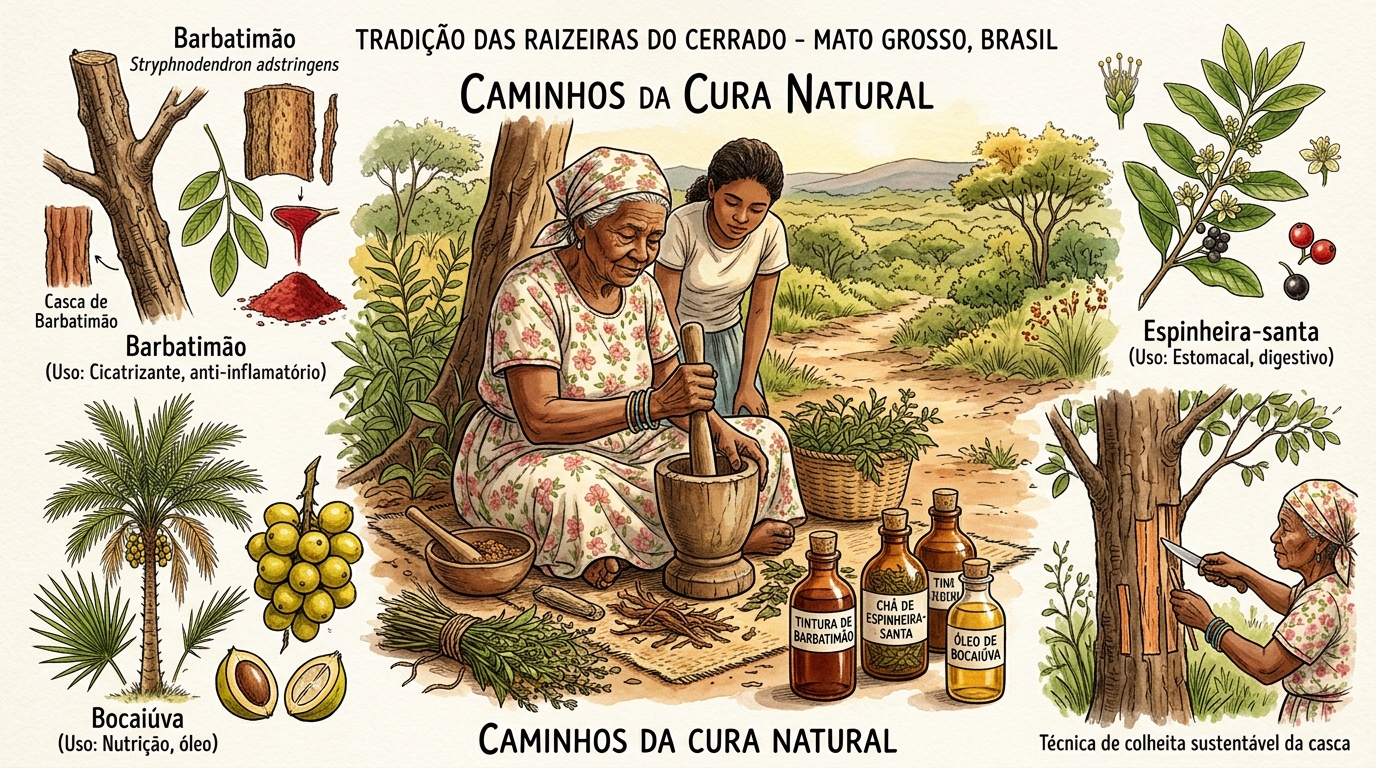 TRADIÇÃO DAS RAIZEIRAS DO CERRADO - MATO GROSSO, BRASIL
CAMINHOS DA CURA NATURAL
Barbatimão
Stryphnodendron adstringens
Casca de
Barbatimão
Barbatimão
(Uso: Cicatrizante, anti-inflamatório)
Espinheira-santa
(Uso: Estomacal, digestivo)
Bocaiúva
(Uso: Nutrição, óleo)
TINTURA DE
BARBATIMÃO
CHÁ DE
ESPINHEIRA-
SANTA
ÓLEO DE
BOCAIÚVA
Técnica de colheita sustentável da casca
CAMINHOS DA CURA NATURAL